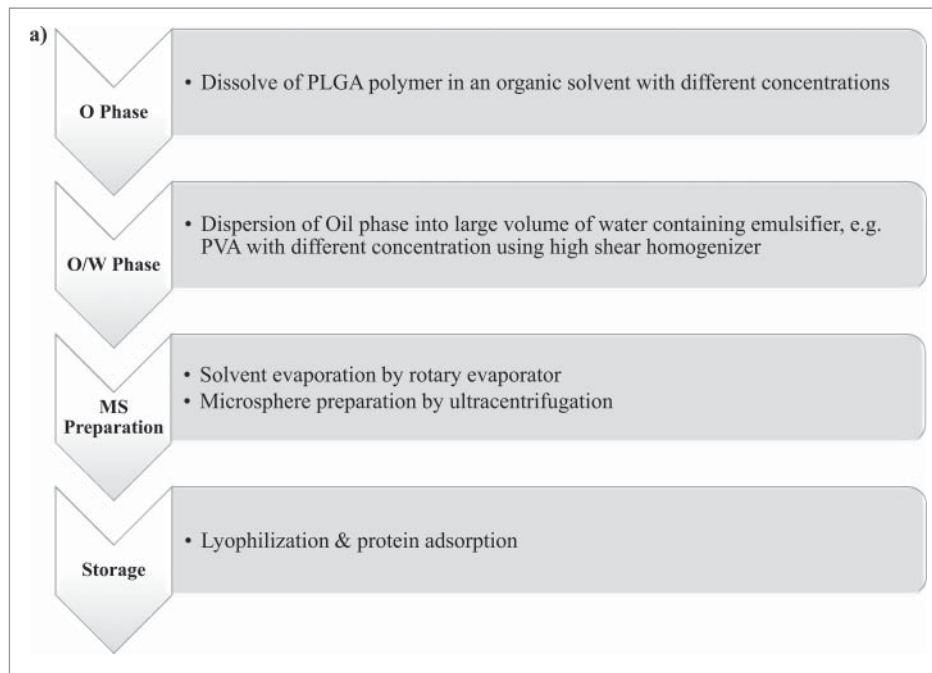 a)
O Phase
• Dissolve of PLGA polymer in an organic solvent with different concentrations
O/W Phase
• Dispersion of Oil phase into large volume of water containing emulsifier, e.g.
PVA with different concentration using high shear homogenizer
MS
Preparation
• Solvent evaporation by rotary evaporator
• Microsphere preparation by ultracentrifugation
Storage
• Lyophilization & protein adsorption